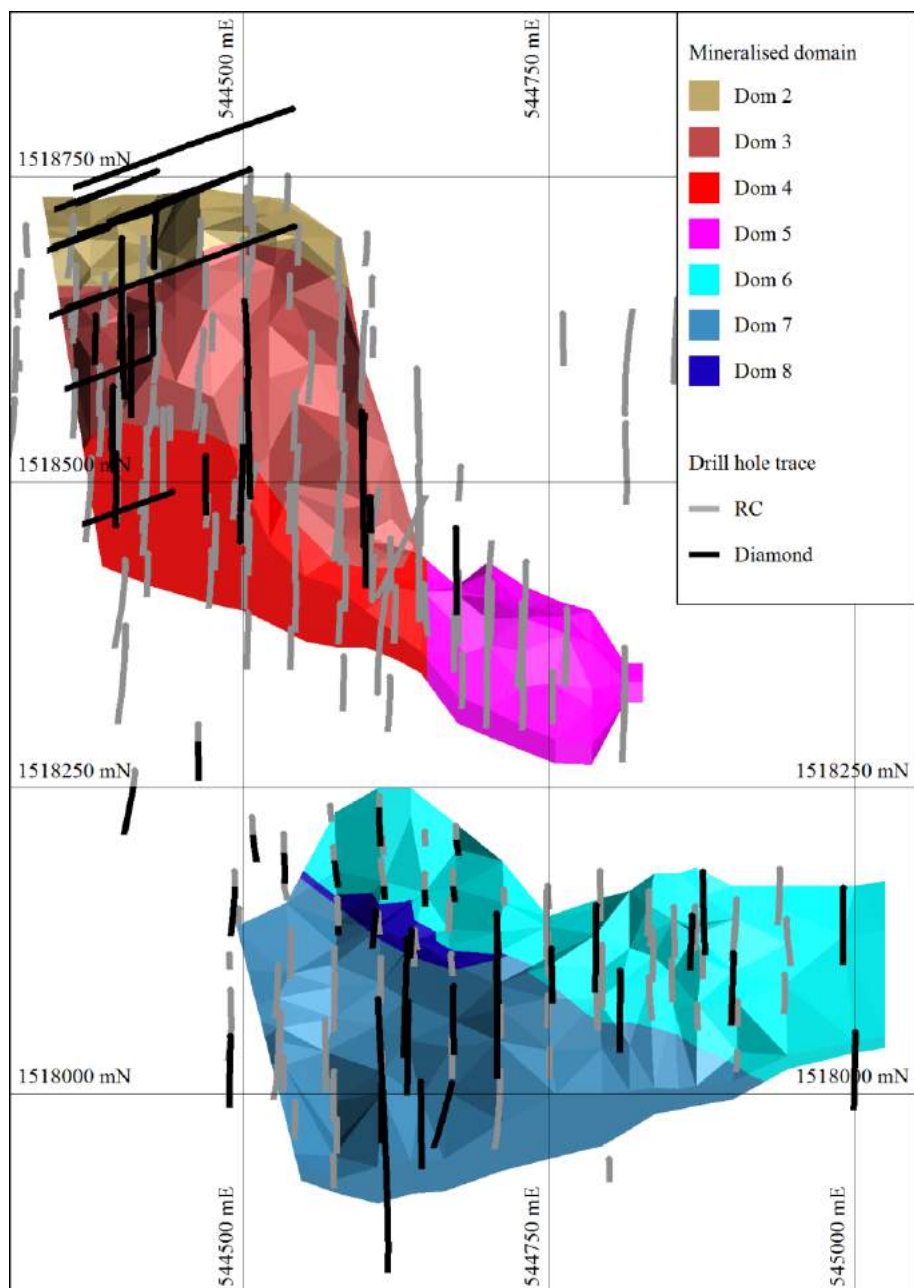 544500 mE
544750 mE
Mineralised domain
Dom 2
Dom 3
Dom 4
Dom 5
Dom 6
Dom 7
Dom 8
Drill hole trace
RC
Diamond
1518750 mN
1518500 mN
1518250 mN
1518250 mN
1518000 mN
1518000 mN
544500 mE
544750 mE
545000 mE